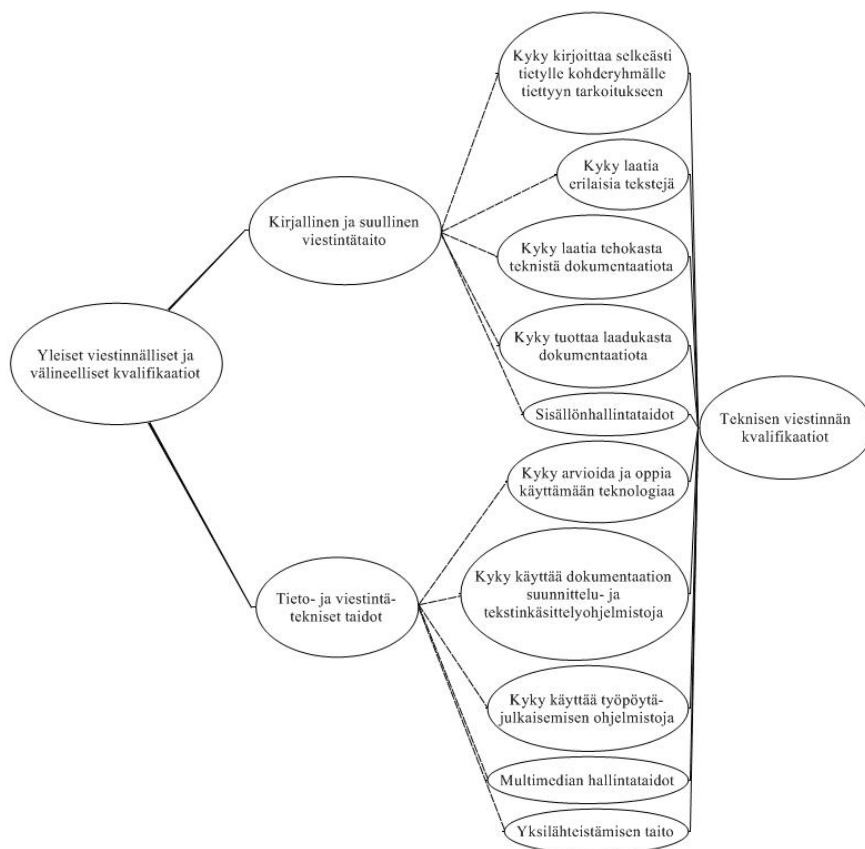 Kyky kirjoittaa selkeästi
tietylle kohderyhmälle
tiettyyn tarkoitukseen
Kyky laatia
erilaisia tekstejä
Kirjallinen ja suullinen
viestintätaito
Kyky laatia tehokasta
teknistä dokumentaatiota
Kyky tuottaa laadukasta
dokumentaatiota
Yleiset viestinnälliset ja
välineelliset kvalifikaatiot
Sisällönhallintataidot
Teknisen viestinnän
kvalifikaatiot
Kyky arvioida ja oppia
käyttämään teknologiaa
Tieto- ja viestintä-
tekniset taidot
Kyky käyttää dokumentaation
suunnittelu- ja
tekstinkäsittelyohjelmistoja
Kyky käyttää työpöytä-
julkaisemisen ohjelmistoja
Multimedian hallintataidot
Yksilähteistämisen taito